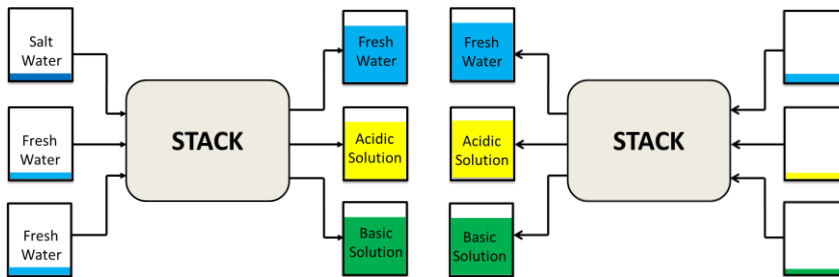 Salt
Water
Fresh
Water
Fresh
Water
STACK
Fresh
Water
Acidic
Solution
Basic
Solution
Fresh
Water
Acidic
Solution
Basic
Solution
STACK